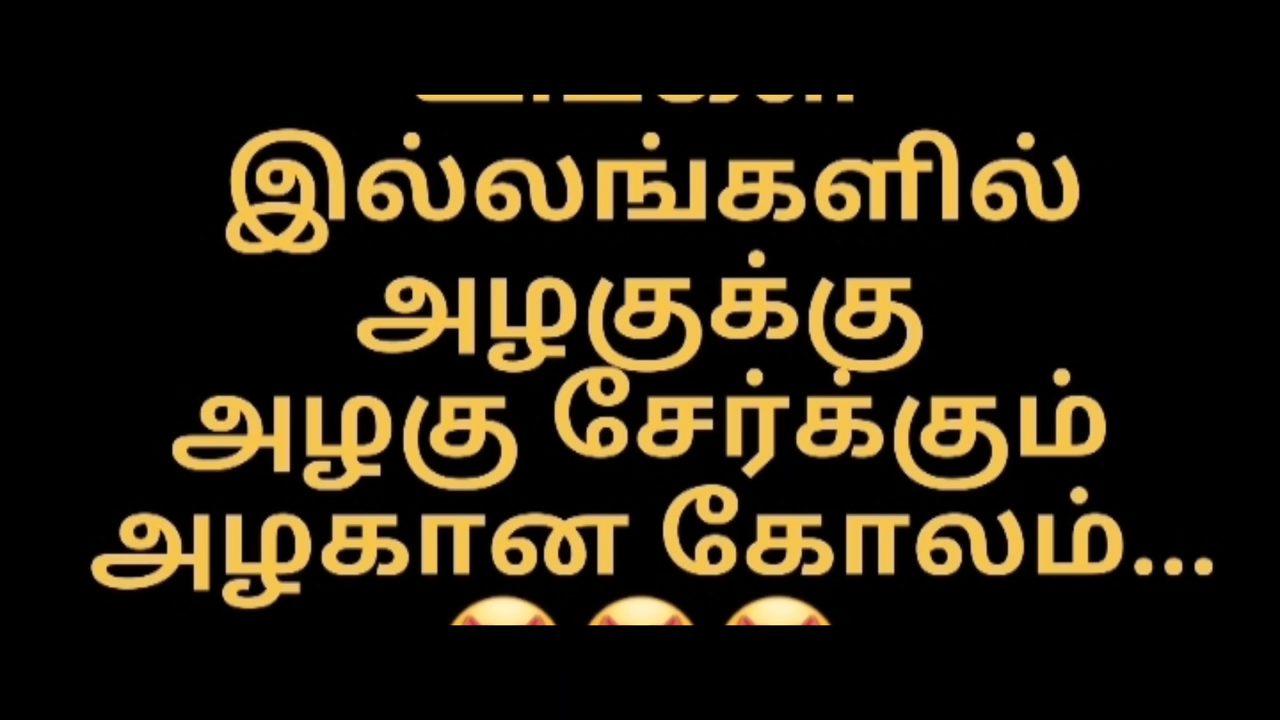 இல்லங்களில்
அழகுக்கு
அழகு சேர்க்கும்
அழகான கோலம்...